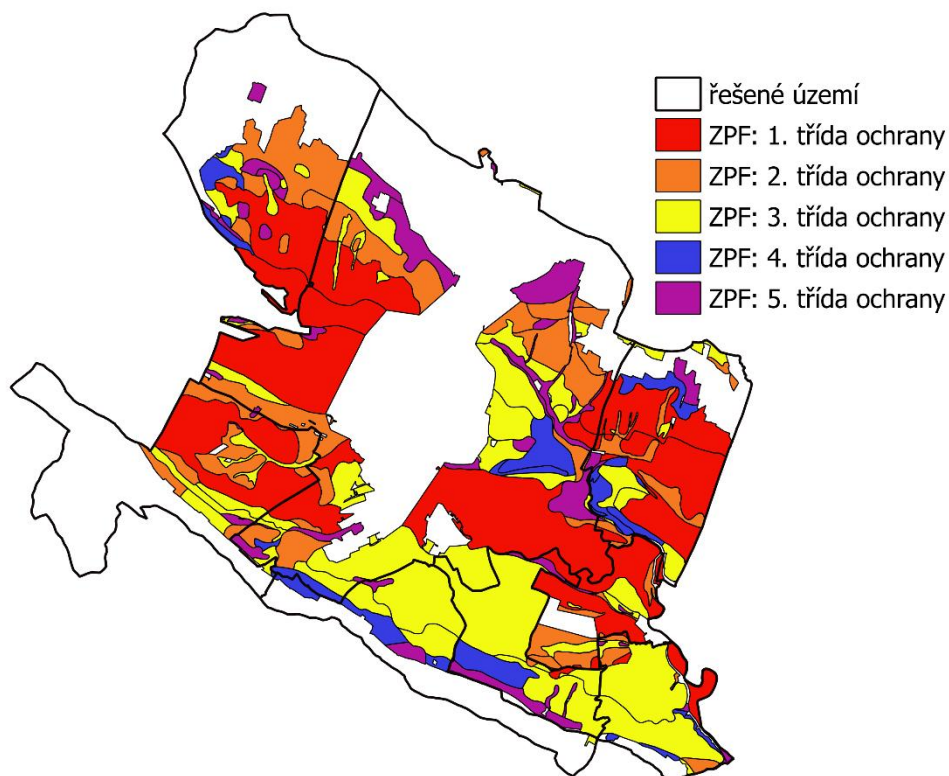 řešené území
ZPF: 1. třída ochrany
ZPF: 2. třída ochrany
ZPF: 3. třída ochrany
ZPF: 4. třída ochrany
ZPF: 5. třída ochrany